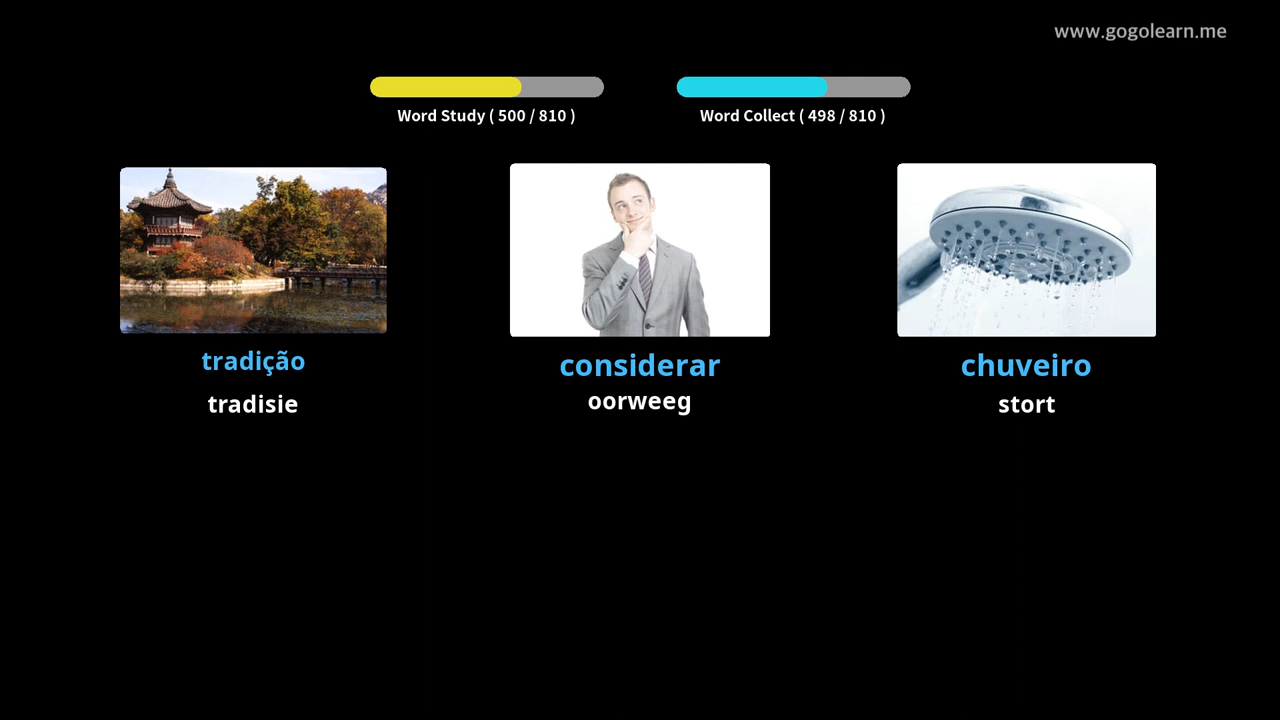 www.gogolearn.me
Word Study ( 500 / 810 )
Word Collect ( 498 / 810 )
tradição
tradisie
considerar
oorweeg
chuveiro
stort